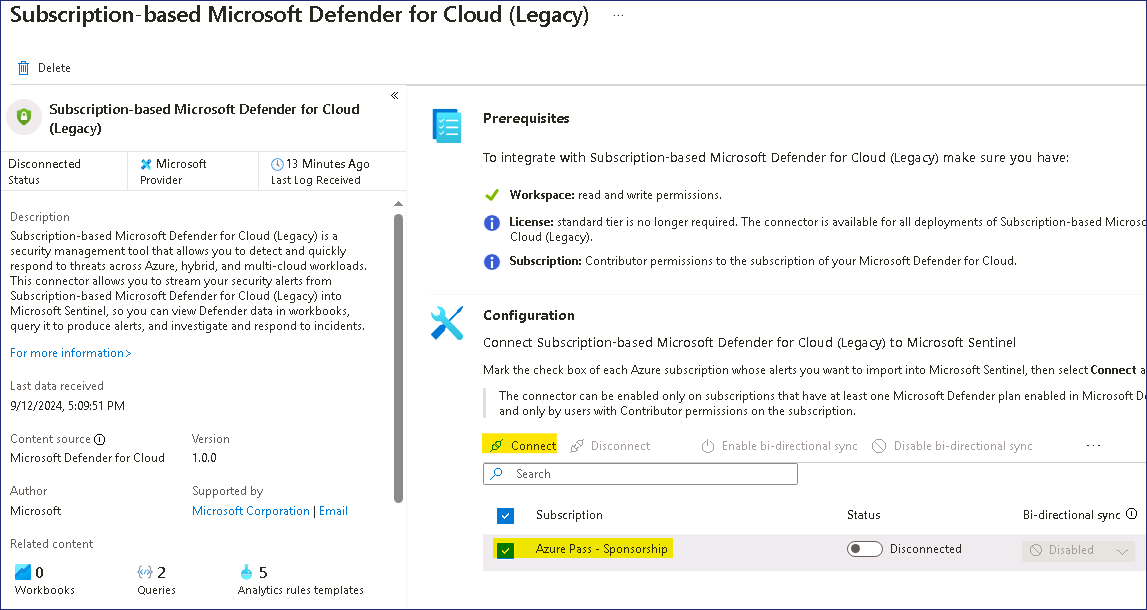 Subscription-based Microsoft Defender for Cloud (Legacy) ...
Delete
«
Subscription-based Microsoft Defender for Cloud
(Legacy)
Disconnected
Status
Microsoft
Provider
13 Minutes Ago
Last Log Received
Description
Subscription-based Microsoft Defender for Cloud (Legacy) is a
security management tool that allows you to detect and quickly
respond to threats across Azure, hybrid, and multi-cloud workloads.
This connector allows you to stream your security alerts from
Subscription-based Microsoft Defender for Cloud (Legacy) into
Microsoft Sentinel, so you can view Defender data in workbooks,
query it to produce alerts, and investigate and respond to incidents.
For more information>
Last data received
9/12/2024, 5:09:51 PM
Content source
Microsoft Defender for Cloud
Version
1.0.0
Author
Microsoft
Supported by
Microsoft Corporation | Email
Related content
0
Workbooks
2
Queries
5
Analytics rules templates
Prerequisites
To integrate with Subscription-based Microsoft Defender for Cloud (Legacy) make sure you have:
Workspace: read and write permissions.
License: standard tier is no longer required. The connector is available for all deployments of Subscription-based Microso
Cloud (Legacy).
Subscription: Contributor permissions to the subscription of your Microsoft Defender for Cloud.
Configuration
Connect Subscription-based Microsoft Defender for Cloud (Legacy) to Microsoft Sentinel
Mark the check box of each Azure subscription whose alerts you want to import into Microsoft Sentinel, then select Connect a
The connector can be enabled only on subscriptions that have at least one Microsoft Defender plan enabled in Microsoft D
and only by users with Contributor permissions on the subscription.
Connect Disconnect Enable bi-directional sync Disable bi-directional sync ...
Search
Subscription Status Bi-directional sync
Azure Pass - Sponsorship Disconnected Disabled